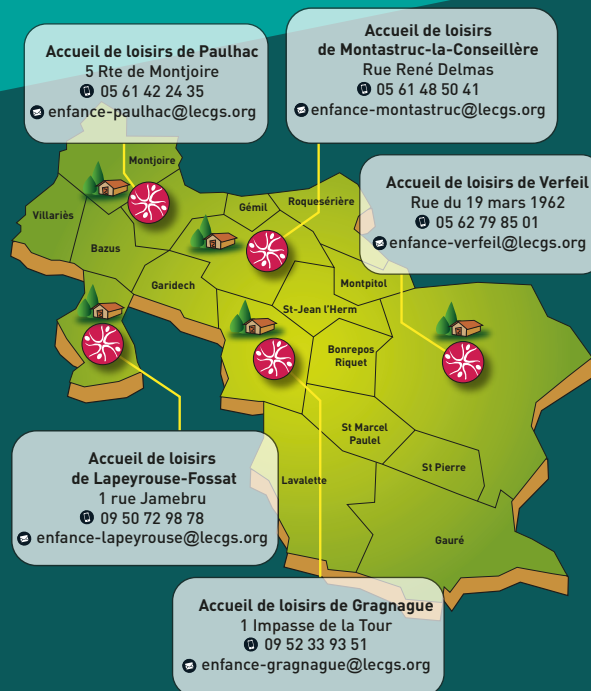 Accueil de loisirs de Paulhac
5 Rte de Montjoire
05 61 42 24 35
enfance-paulhac@lecgs.org
Accueil de loisirs
de Montastruc-la-Conseillère
Rue René Delmas
05 61 48 50 41
enfance-montastruc@lecgs.org
Accueil de loisirs de Verfeil
Rue du 19 mars 1962
05 62 79 85 01
enfance-verfeil@lecgs.org
Montjoire
Villariès
Bazus
Gémil
Roquesérière
Garidech
Montpitol
St-Jean l'Herm
Bonrepos
Riquet
St Marcel
Paulel
St Pierre
Lavalette
Gauré
Accueil de loisirs
de Lapeyrouse-Fossat
1 rue Jamebru
09 50 72 98 78
enfance-lapeyrouse@lecgs.org
Accueil de loisirs de Gragnague
1 Impasse de la Tour
09 52 33 93 51
enfance-gragnague@lecgs.org